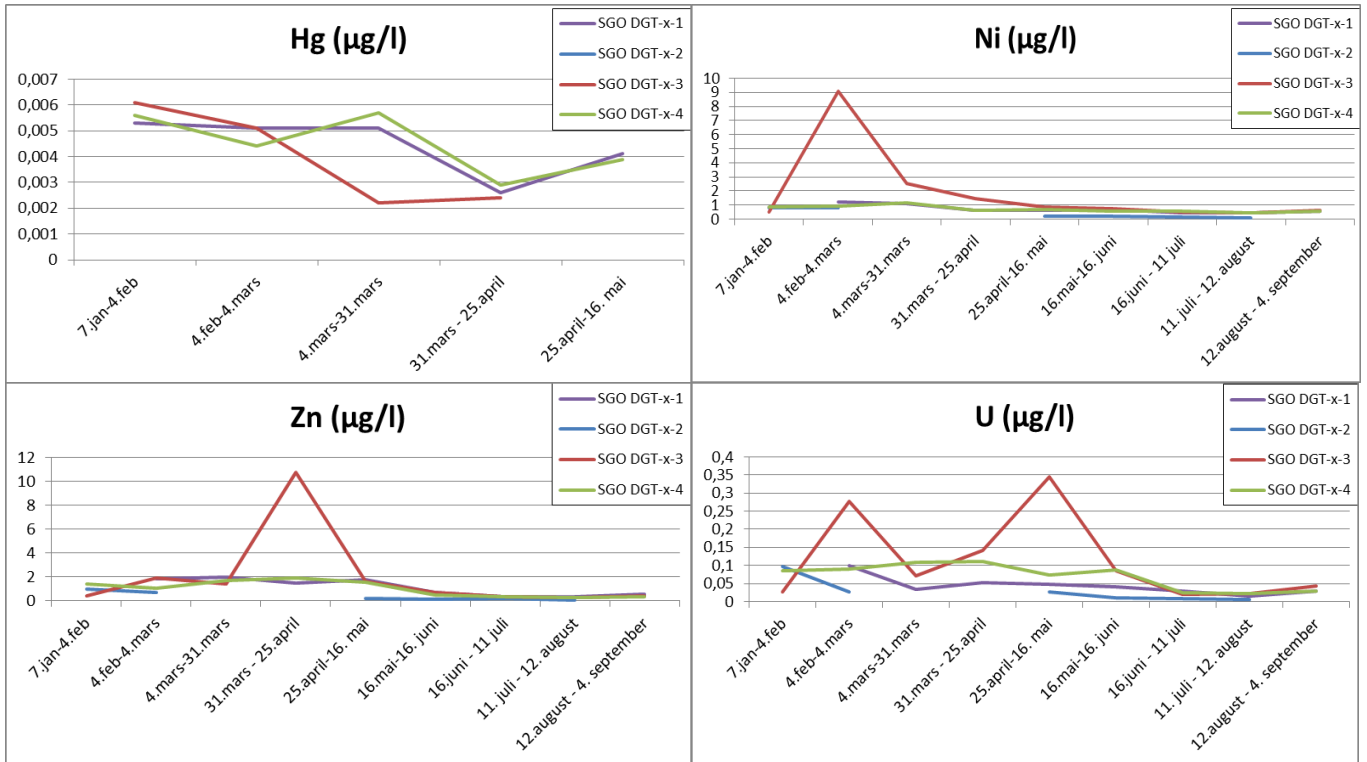 Hg (µg/l)
SGO DGT-x-1
SGO DGT-x-2
SGO DGT-x-3
SGO DGT-x-4
0,007
0,006
0,005
0,004
0,003
0,002
0,001
0
7.jan-4.feb
4.feb-4.mars
4.mars-31.mars
31.mars - 25.april
25.april-16. mai
Ni (µg/l)
SGO DGT-x-1
SGO DGT-x-2
SGO DGT-x-3
SGO DGT-x-4
10
9
8
7
6
5
4
3
2
1
0
7.jan-4.feb
4.feb-4.mars
4.mars-31.mars
31.mars - 25.april
25.april-16. mai
16.mai-16. juni
16.juni - 11 juli
11. juli - 12. august
12.august - 4. september
Zn (µg/l)
SGO DGT-x-1
SGO DGT-x-2
SGO DGT-x-3
SGO DGT-x-4
12
10
8
6
4
2
0
7.jan-4.feb
4.feb-4.mars
4.mars-31.mars
31.mars - 25.april
25.april-16. mai
16.mai-16. juni
16.juni - 11 juli
11. juli - 12. august
12.august - 4. september
U (µg/l)
SGO DGT-x-1
SGO DGT-x-2
SGO DGT-x-3
SGO DGT-x-4
0,4
0,35
0,3
0,25
0,2
0,15
0,1
0,05
0
7.jan-4.feb
4.feb-4.mars
4.mars-31.mars
31.mars - 25.april
25.april-16. mai
16.mai-16. juni
16.juni - 11 juli
11. juli - 12. august
12.august - 4. september